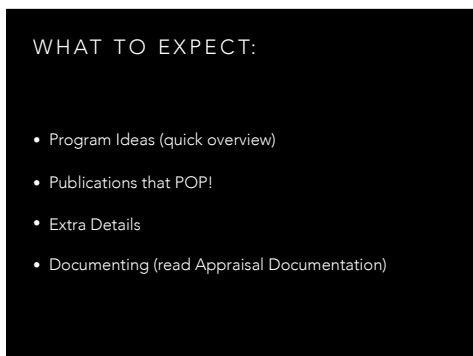 WHAT TO EXPECT:
• Program Ideas (quick overview)
• Publications that POP!
• Extra Details
• Documenting (read Appraisal Documentation)